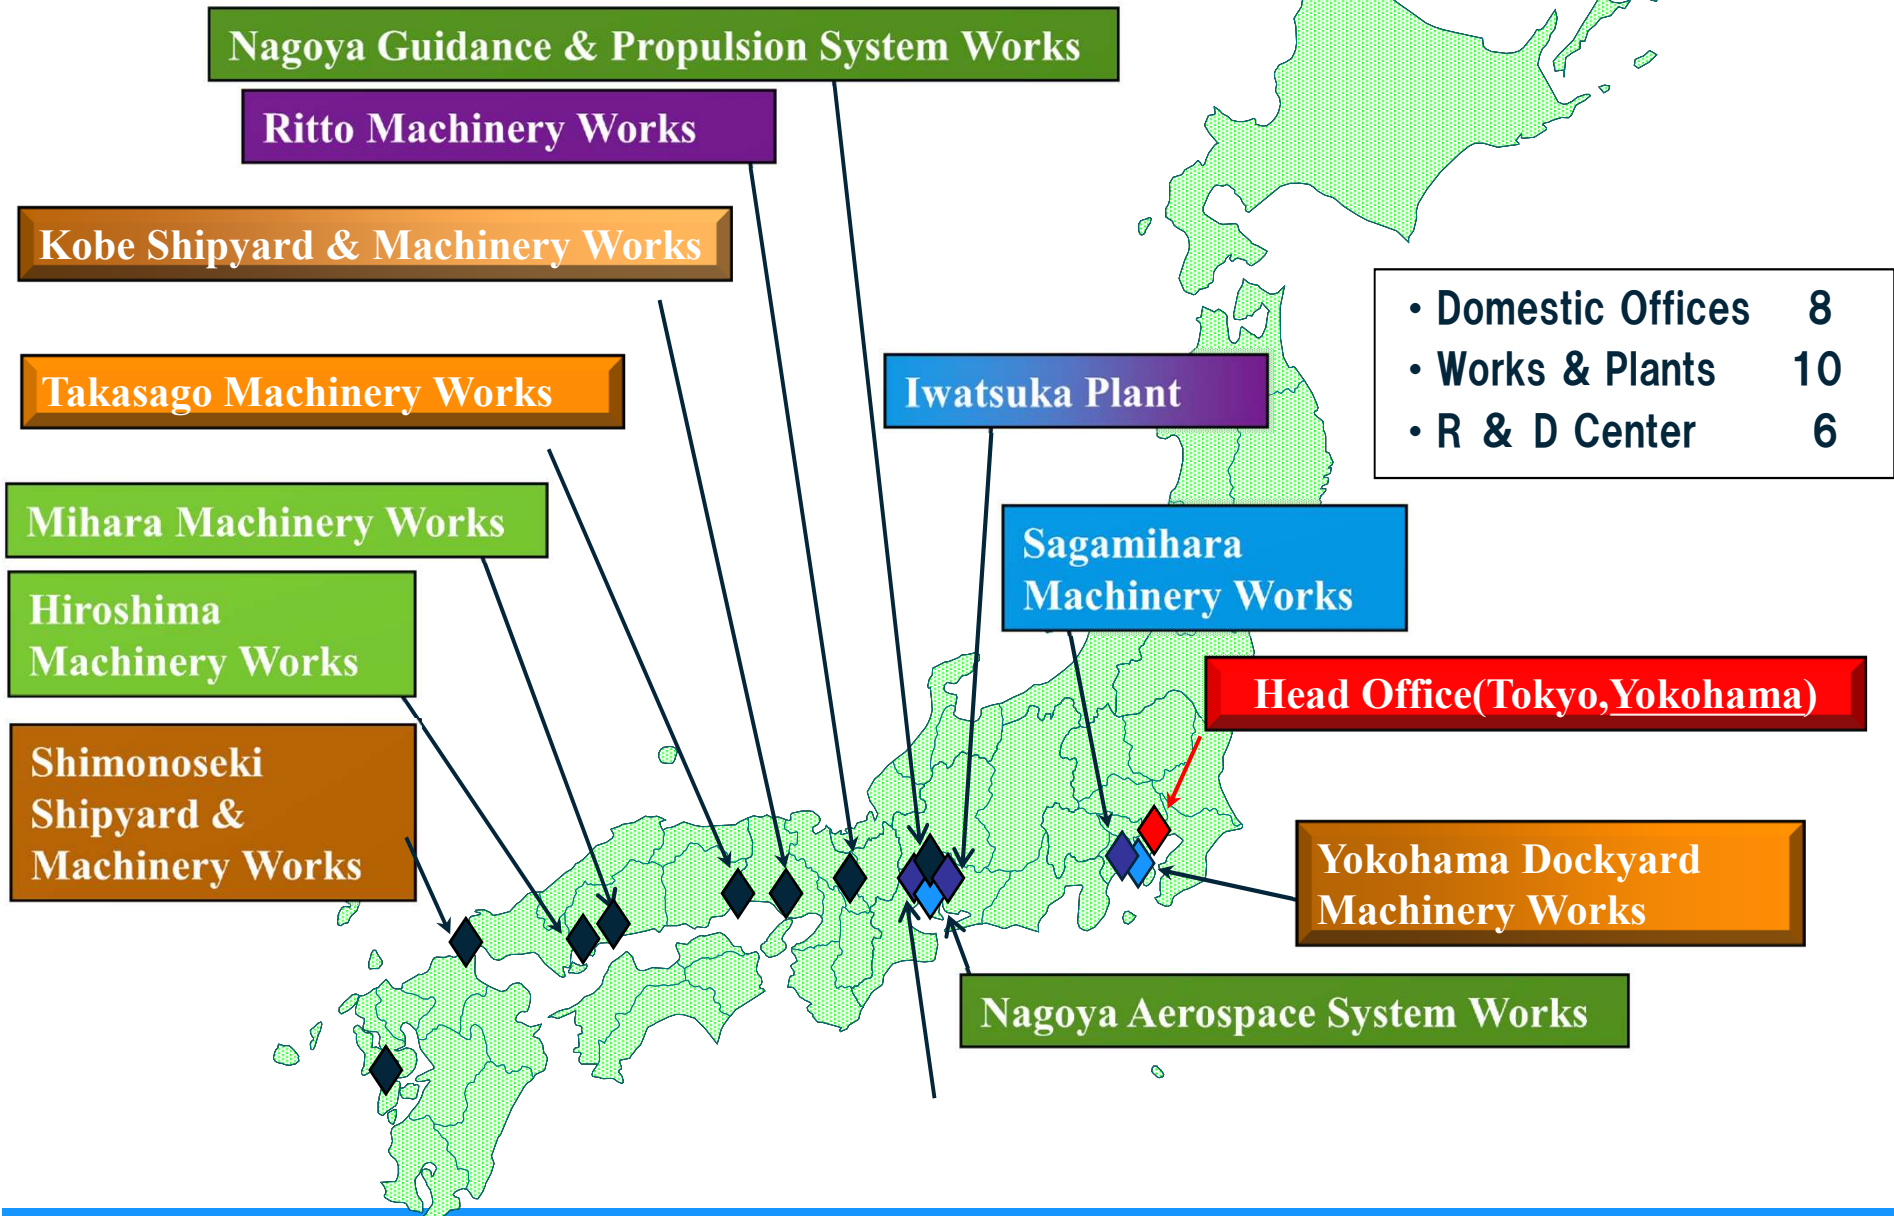 Nagoya Guidance & Propulsion System Works
Ritto Machinery Works
Kobe Shipyard & Machinery Works
Takasago Machinery Works
Mihara Machinery Works
Hiroshima
Machinery Works
Shimonoseki
Shipyard &
Machinery Works
Iwatsuka Plant
Sagamihara
Machinery Works
• Domestic Offices 8
• Works & Plants 10
• R & D Center 6
Head Office(Tokyo,Yokohama)
Yokohama Dockyard
Machinery Works
Nagoya Aerospace System Works